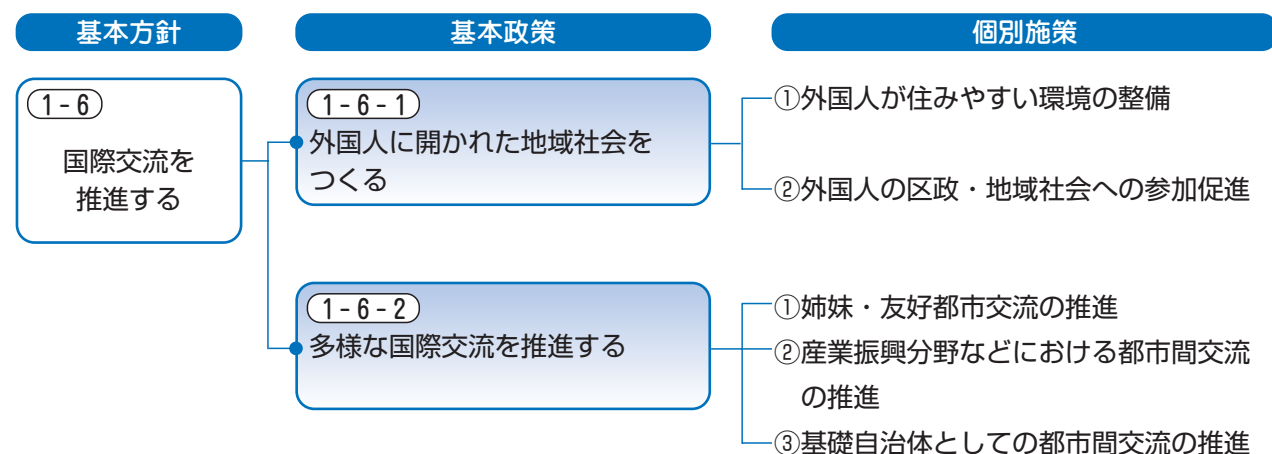 基本方針
基本政策
個別施策
1-6
国際交流を
推進する
1-6-1
外国人に開かれた地域社会を
つくる
①外国人が住みやすい環境の整備
②外国人の区政・地域社会への参加促進
1-6-2
多様な国際交流を推進する
①姉妹・友好都市交流の推進
②産業振興分野などにおける都市間交流
の推進
③基礎自治体としての都市間交流の推進